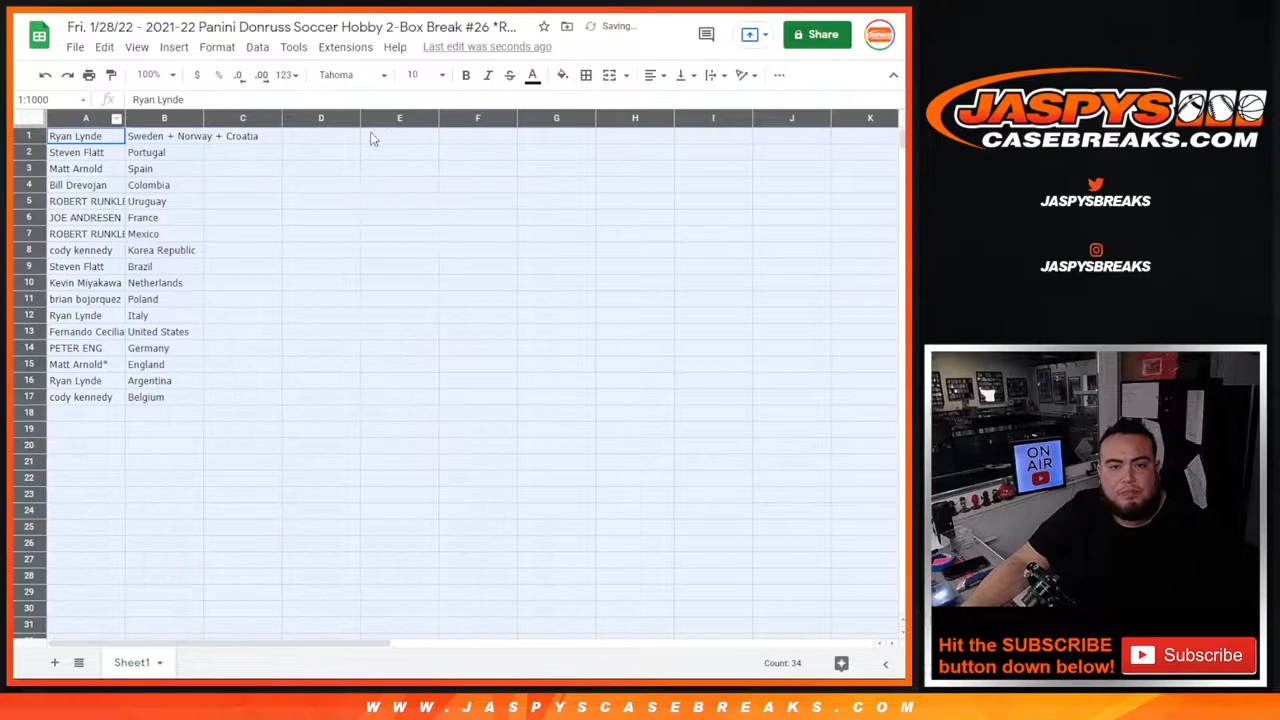 Fri. 1/28/22 - 2021-22 Panini Donruss Soccer Hobby 2-Box Break #26 *R...
Saving...
File Edit View Insert Format Data Tools Extensions Help Last edit was seconds ago
Share
100% $ % .0 .00 123 Tahoma 10 B I S A
1:1000 fx Ryan Lynde
A B C D E F G H I J K
1 Ryan Lynde Sweden + Norway + Croatia
2 Steven Flatt Portugal
3 Matt Arnold Spain
4 Bill Drevojan Colombia
5 ROBERT RUNKLE Uruguay
6 JOE ANDRESEN France
7 ROBERT RUNKLE Mexico
8 cody kennedy Korea Republic
9 Steven Flatt Brazil
10 Kevin Miyakawa Netherlands
11 brian bojorquez Poland
12 Ryan Lynde Italy
13 Fernando Cecilia United States
14 PETER ENG Germany
15 Matt Arnold* England
16 Ryan Lynde Argentina
17 cody kennedy Belgium
18
19
20
21
22
23
24
25
26
27
28
29
30
31
Sheet1
Count: 34
JASPYS
CASEBREAKS.COM
JASPYSBREAKS
JASPYSBREAKS
ON
AIR
Hit the SUBSCRIBE
button down below!
Subscribe
WWW.JASPYSCASEBREAKS.COM